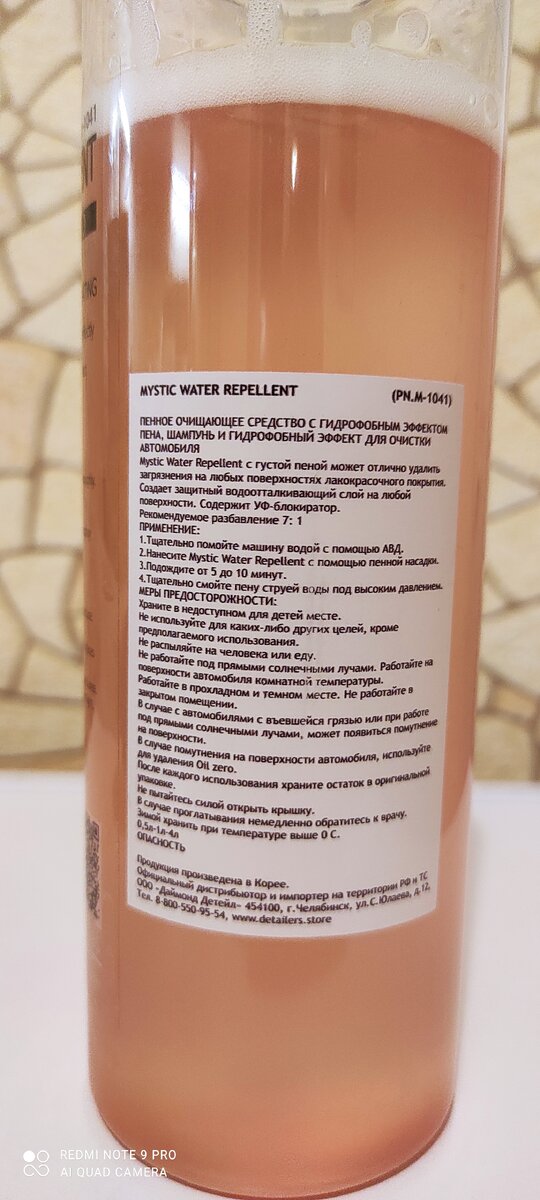 1041
NT
TING
MYSTIC WATER REPELLENT (PN.M-1041)
ПЕННОЕ ОЧИЩАЮЩЕЕ СРЕДСТВО С ГИДРОФОБНЫМ ЭФФЕКТОМ
ПЕНА, ШАМПУНЬ И ГИДРОФОБНЫЙ ЭФФЕКТ ДЛЯ ОЧИСТКИ
АВТОМОБИЛЯ
Mystic Water Repellent с густой пеной может отлично удалить
загрязнения на любых поверхностях лакокрасочного покрытия.
Создает защитный водоотталкивающий слой на любой
поверхности. Содержит УФ-блокиратор.
Рекомендуемое разбавление 7: 1
ПРИМЕНЕНИЕ:
1.Тщательно помойте машину водой с помощью АВД.
2.Нанесите Mystic Water Repellent с помощью пенной насадки.
3.Подождите от 5 до 10 минут.
4.Тщательно смойте пену струей воды под высоким давлением.
МЕРЫ ПРЕДОСТОРОЖНОСТИ:
Храните в недоступном для детей месте.
Не используйте для каких-либо других целей, кроме
предполагаемого использования.
Не распыляйте на человека или еду.
Не работайте под прямыми солнечными лучами. Работайте на
поверхности автомобиля комнатной температуры.
Работайте в прохладном и темном месте. Не работайте в
закрытом помещении.
В случае с автомобилями с въевшейся грязью или при работе
под прямыми солнечными лучами, может появиться помутнение
на поверхности.
В случае помутнения на поверхности автомобиля, используйте
для удаления Oil zero.
После каждого использования храните остаток в оригинальной
упаковке.
Не пытайтесь силой открыть крышку.
В случае проглатывания немедленно обратитесь к врачу.
Зимой хранить при температуре выше 0 С.
0,5л-1л-4л
ОПАСНОСТЬ
Продукция произведена в Корее.
Официальный дистрибьютор и импортер на территории РФ и ТС
ООО «Даймонд Детейл» 454100, г.Челябинск, ул.С.Юлаева, д.12,
Тел. 8-800-550-95-54, www.detailers.store
REDMI NOTE 9 PRO
AI QUAD CAMERA